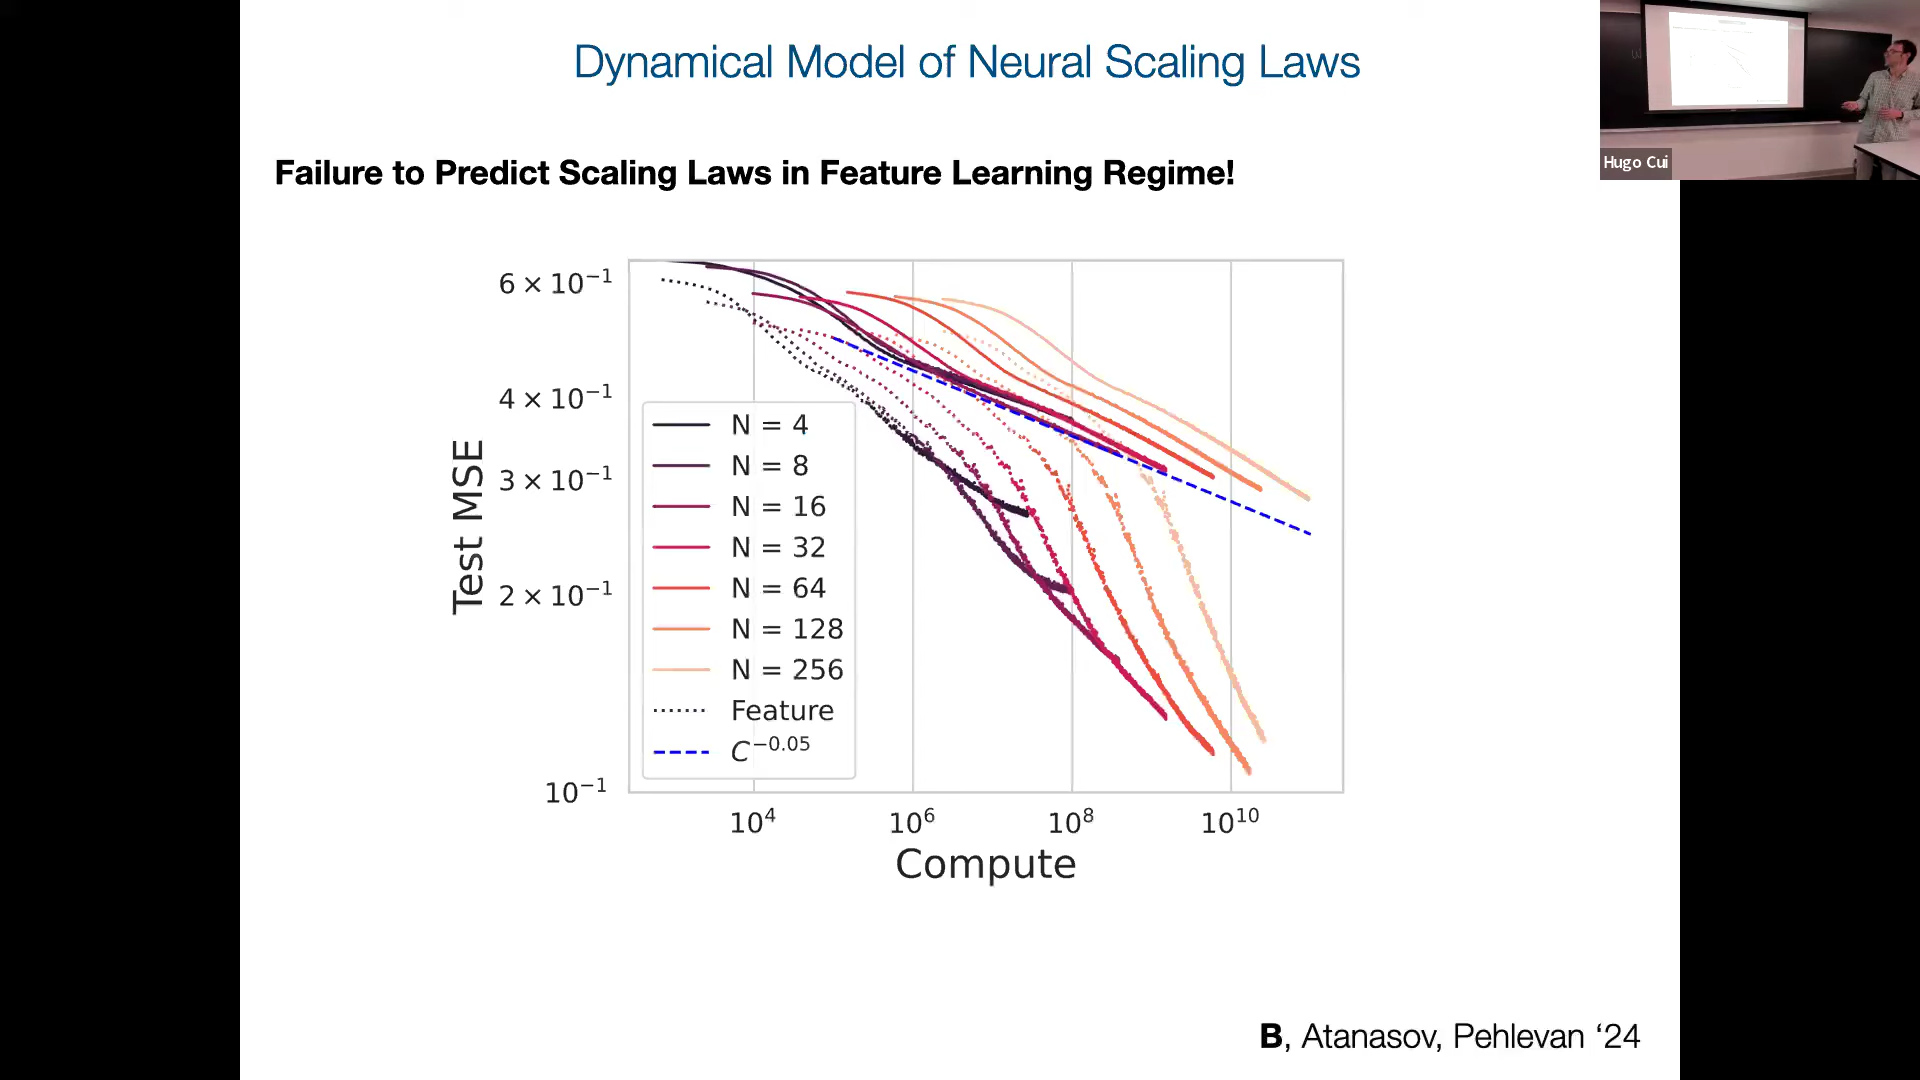 Dynamical Model of Neural Scaling Laws
Hugo Cui
Failure to Predict Scaling Laws in Feature Learning Regime!
6 × 10⁻¹
4 × 10⁻¹
3 × 10⁻¹
2 × 10⁻¹
10⁻¹
Test MSE
N = 4
N = 8
N = 16
N = 32
N = 64
N = 128
N = 256
Feature
C⁻⁰·⁰⁵
10⁴ 10⁶ 10⁸ 10¹⁰
Compute
B, Atanasov, Pehlevan ‘24